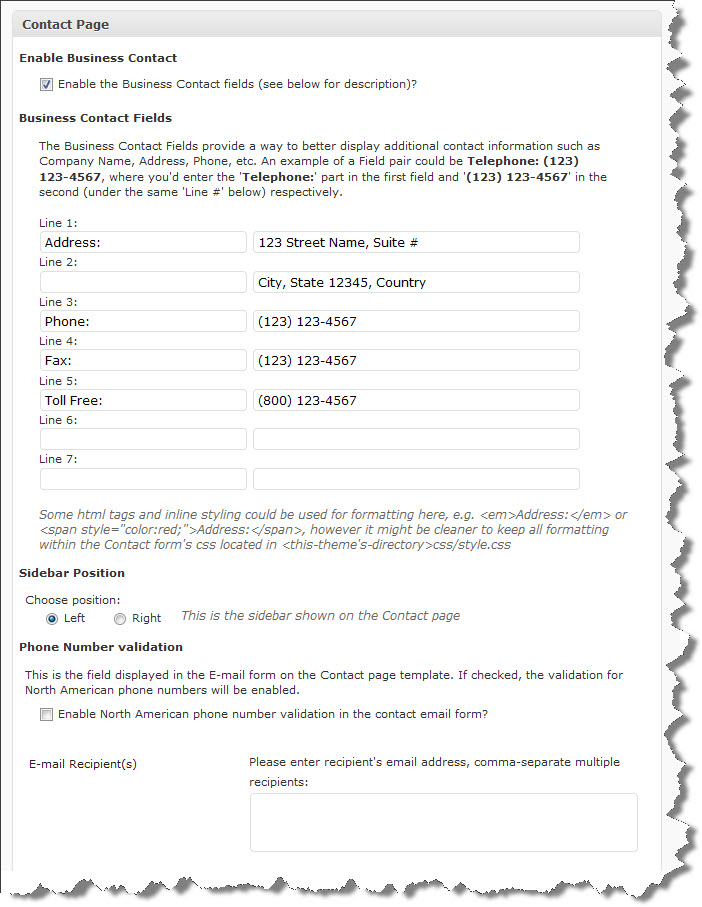 Contact Page
Enable Business Contact
Enable the Business Contact fields (see below for description)?
Business Contact Fields
The Business Contact Fields provide a way to better display additional contact information such as
Company Name, Address, Phone, etc. An example of a Field pair could be Telephone: (123)
123-4567, where you'd enter the 'Telephone:' part in the first field and '(123) 123-4567' in the
second (under the same 'Line #' below) respectively.
Line 1:
Address: 123 Street Name, Suite #
Line 2:
City, State 12345, Country
Line 3:
Phone: (123) 123-4567
Line 4:
Fax: (123) 123-4567
Line 5:
Toll Free: (800) 123-4567
Line 6:
Line 7:
Some html tags and inline styling could be used for formatting here, e.g. <em>Address:</em> or
<span style="color:red;">Address:</span>, however it might be cleaner to keep all formatting
within the Contact form's css located in <this-theme's-directory>css/style.css
Sidebar Position
Choose position:
Left Right This is the sidebar shown on the Contact page
Phone Number validation
This is the field displayed in the E-mail form on the Contact page template. If checked, the validation for
North American phone numbers will be enabled.
Enable North American phone number validation in the contact email form?
E-mail Recipient(s) Please enter recipient's email address, comma-separate multiple
recipients: